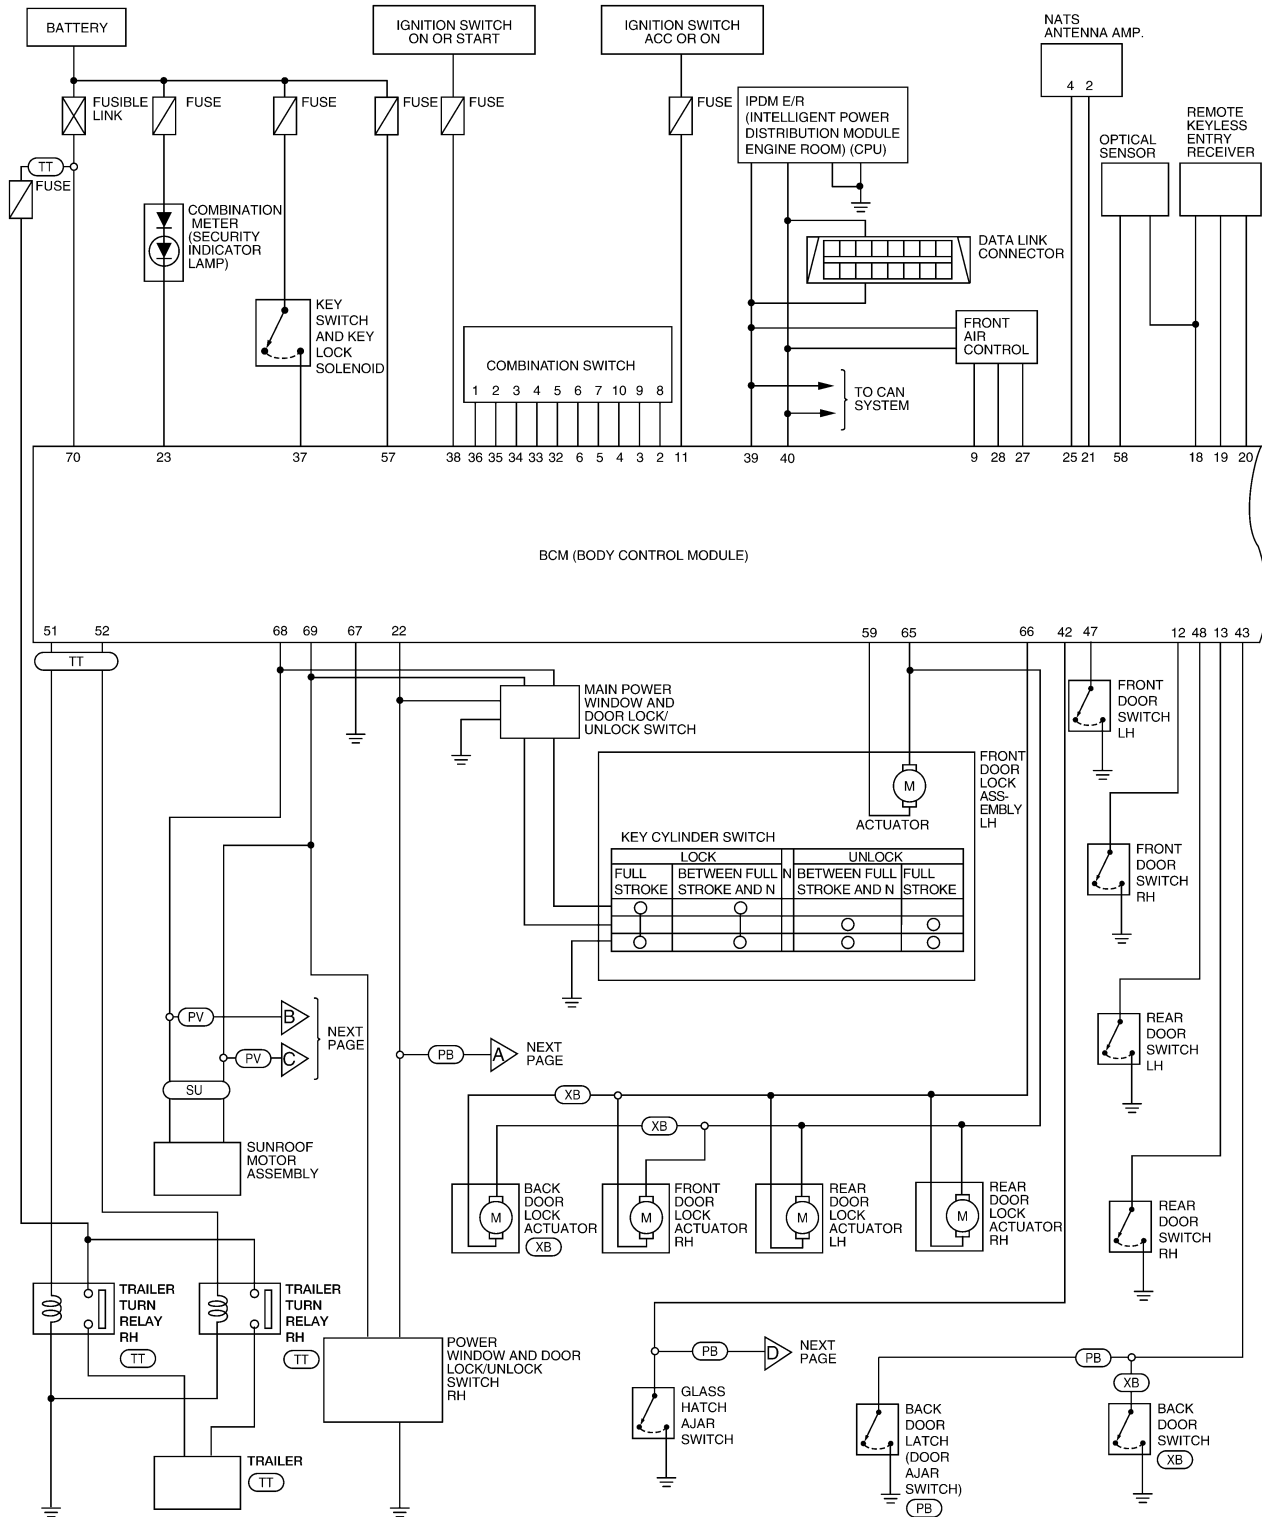 BATTERY
IGNITION SWITCH
ON OR START
IGNITION SWITCH
ACC OR ON
NATS
ANTENNA AMP.
4 2
FUSIBLE
LINK
FUSE
FUSE
FUSE
FUSE
FUSE
IPDM E/R
(INTELLIGENT POWER
DISTRIBUTION MODULE
ENGINE ROOM) (CPU)
OPTICAL
SENSOR
REMOTE
KEYLESS
ENTRY
RECEIVER
TT
FUSE
COMBINATION
METER
(SECURITY
INDICATOR
LAMP)
DATA LINK
CONNECTOR
KEY
SWITCH
AND KEY
LOCK
SOLENOID
FRONT
AIR
CONTROL
COMBINATION SWITCH
1 2 3 4 5 6 7 10 9 8
TO CAN
SYSTEM
70 23 37 57 38 36 35 34 33 32 6 5 4 3 2 11 39 40 9 28 27 25 21 58 18 19 20
BCM (BODY CONTROL MODULE)
51 52 68 69 67 22 59 65 66 42 47 12 48 13 43
TT
MAIN POWER
WINDOW AND
DOOR LOCK/
UNLOCK SWITCH
FRONT
DOOR
SWITCH
LH
M
FRONT
DOOR
LOCK
ASS-
EMBLY
LH
ACTUATOR
KEY CYLINDER SWITCH
LOCK UNLOCK
FULL
STROKE
BETWEEN FULL
STROKE AND N
N
BETWEEN FULL
STROKE AND N
FULL
STROKE
FRONT
DOOR
SWITCH
RH
PV
B
PV
C
NEXT
PAGE
PB
A
NEXT
PAGE
SU
REAR
DOOR
SWITCH
LH
XB
XB
SUNROOF
MOTOR
ASSEMBLY
M
BACK
DOOR
LOCK
ACTUATOR
XB
M
FRONT
DOOR
LOCK
ACTUATOR
RH
M
REAR
DOOR
LOCK
ACTUATOR
LH
M
REAR
DOOR
LOCK
ACTUATOR
RH
REAR
DOOR
SWITCH
RH
TRAILER
TURN
RELAY
RH
TT
TRAILER
TURN
RELAY
RH
TT
POWER
WINDOW AND DOOR
LOCK/UNLOCK
SWITCH
RH
PB
D
NEXT
PAGE
PB
XB
GLASS
HATCH
AJAR
SWITCH
BACK
DOOR
LATCH
(DOOR
AJAR
SWITCH)
PB
BACK
DOOR
SWITCH
XB
TRAILER
TT